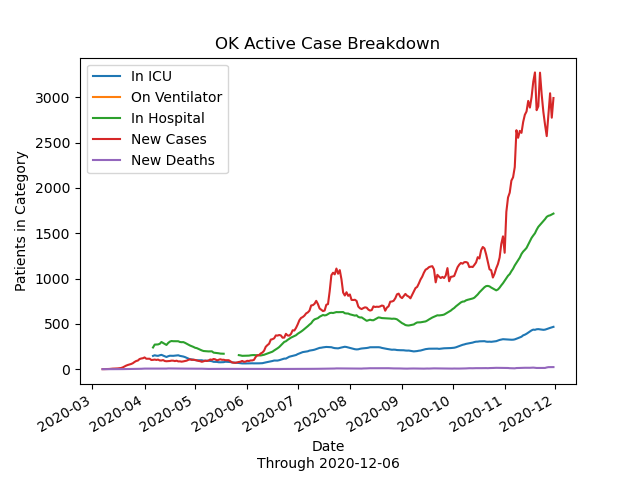 OK Active Case Breakdown
In ICU
On Ventilator
In Hospital
New Cases
New Deaths
Patients in Category
3000
2500
2000
1500
1000
500
0
2020-03
2020-04
2020-05
2020-06
2020-07
2020-08
2020-09
2020-10
2020-11
2020-12
Date
Through 2020-12-06